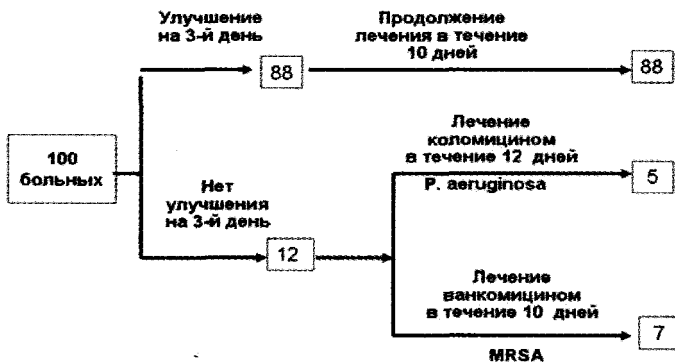 Улучшение
на 3-й день
88
Продолжение
лечения в течение
10 дней
88
100
больных
Нет
улучшения
на 3-й день
12
Лечение
коломицином
в течение 12 дней
P. aeruginosa
5
Лечение
ванкомицином
в течение 10 дней
MRSA
7